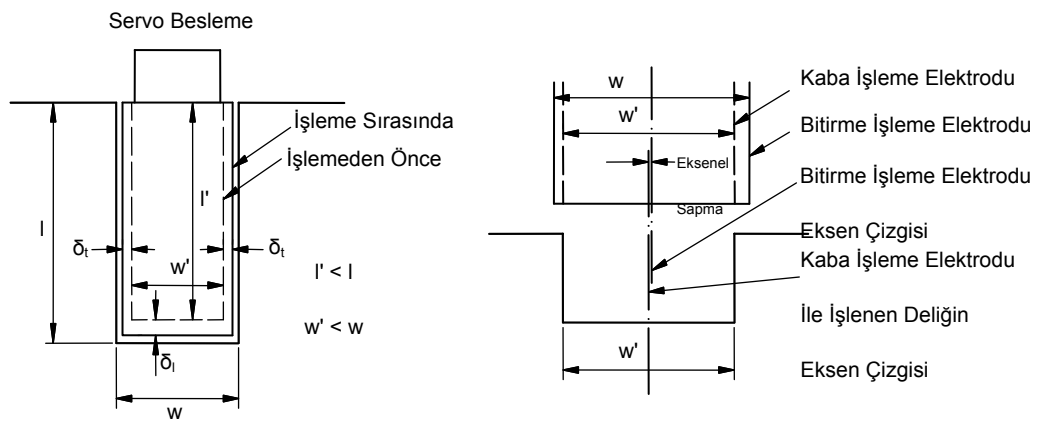 Servo Besleme
İşleme Sırasında
İşlemeden Önce
l
l'
δt
w'
δt
l' < l
w' < w
δl
w
w
w'
Eksenel
Sapma
Kaba İşleme Elektrodu
Bitirme İşleme Elektrodu
Bitirme İşleme Elektrodu
Eksen Çizgisi
Kaba İşleme Elektrodu
İle İşlenen Deliğin
Eksen Çizgisi
w'